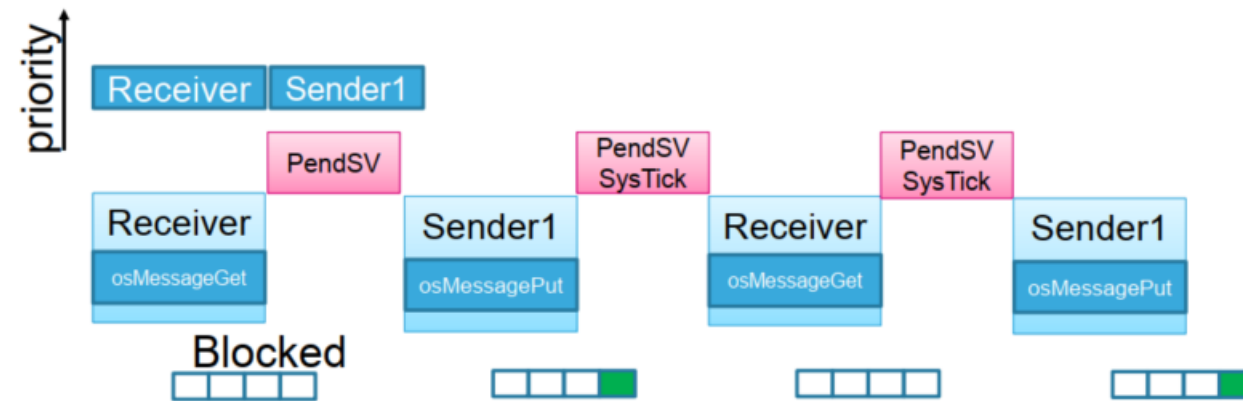 priority
Receiver Sender1
PendSV
PendSV
SysTick
PendSV
SysTick
Receiver
osMessageGet
Sender1
osMessagePut
Receiver
osMessageGet
Sender1
osMessagePut
Blocked